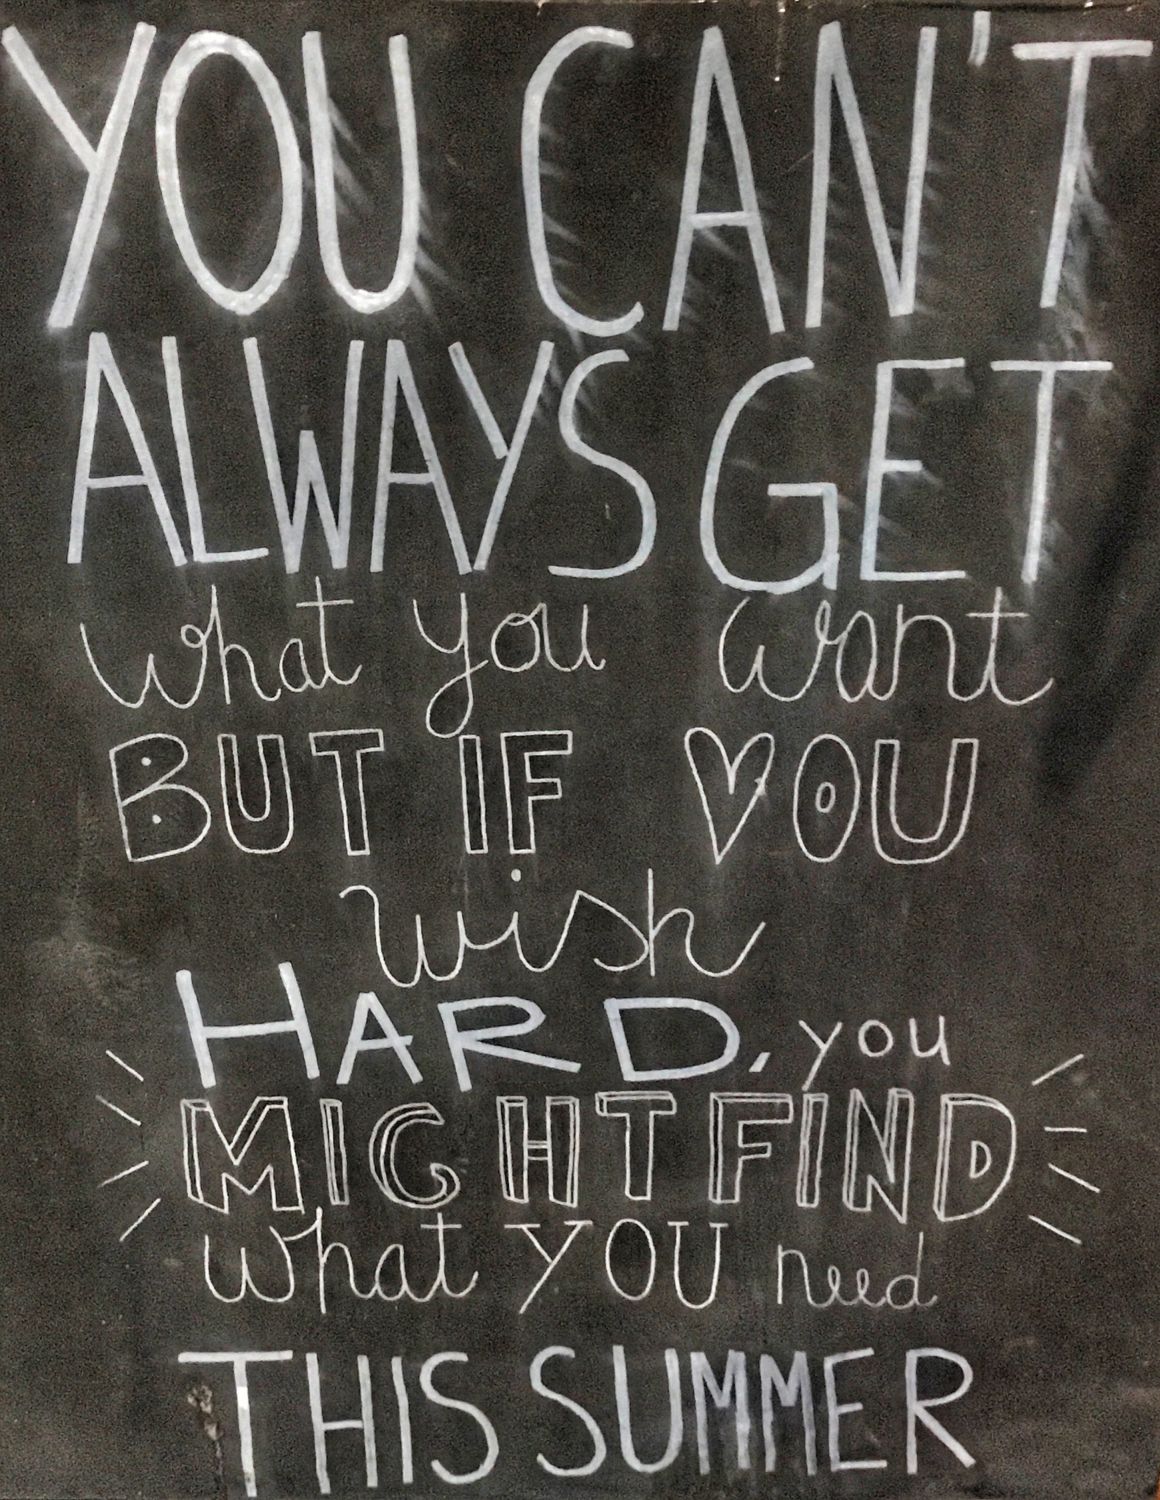 YOU CAN'T
ALWAYS GET
what you want
BUT IF YOU
wish
HARD, you
MIGHT FIND
what YOU need
THIS SUMMER